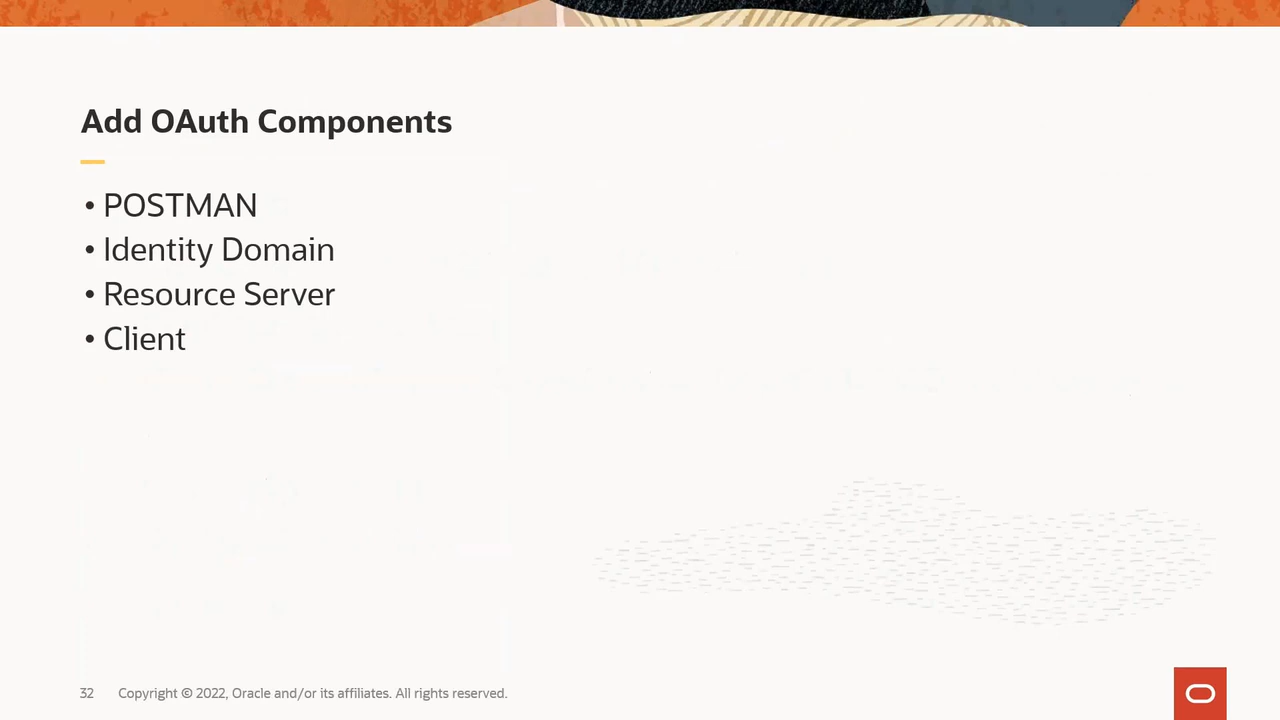 Add OAuth Components
• POSTMAN
• Identity Domain
• Resource Server
• Client
32 Copyright © 2022, Oracle and/or its affiliates. All rights reserved.